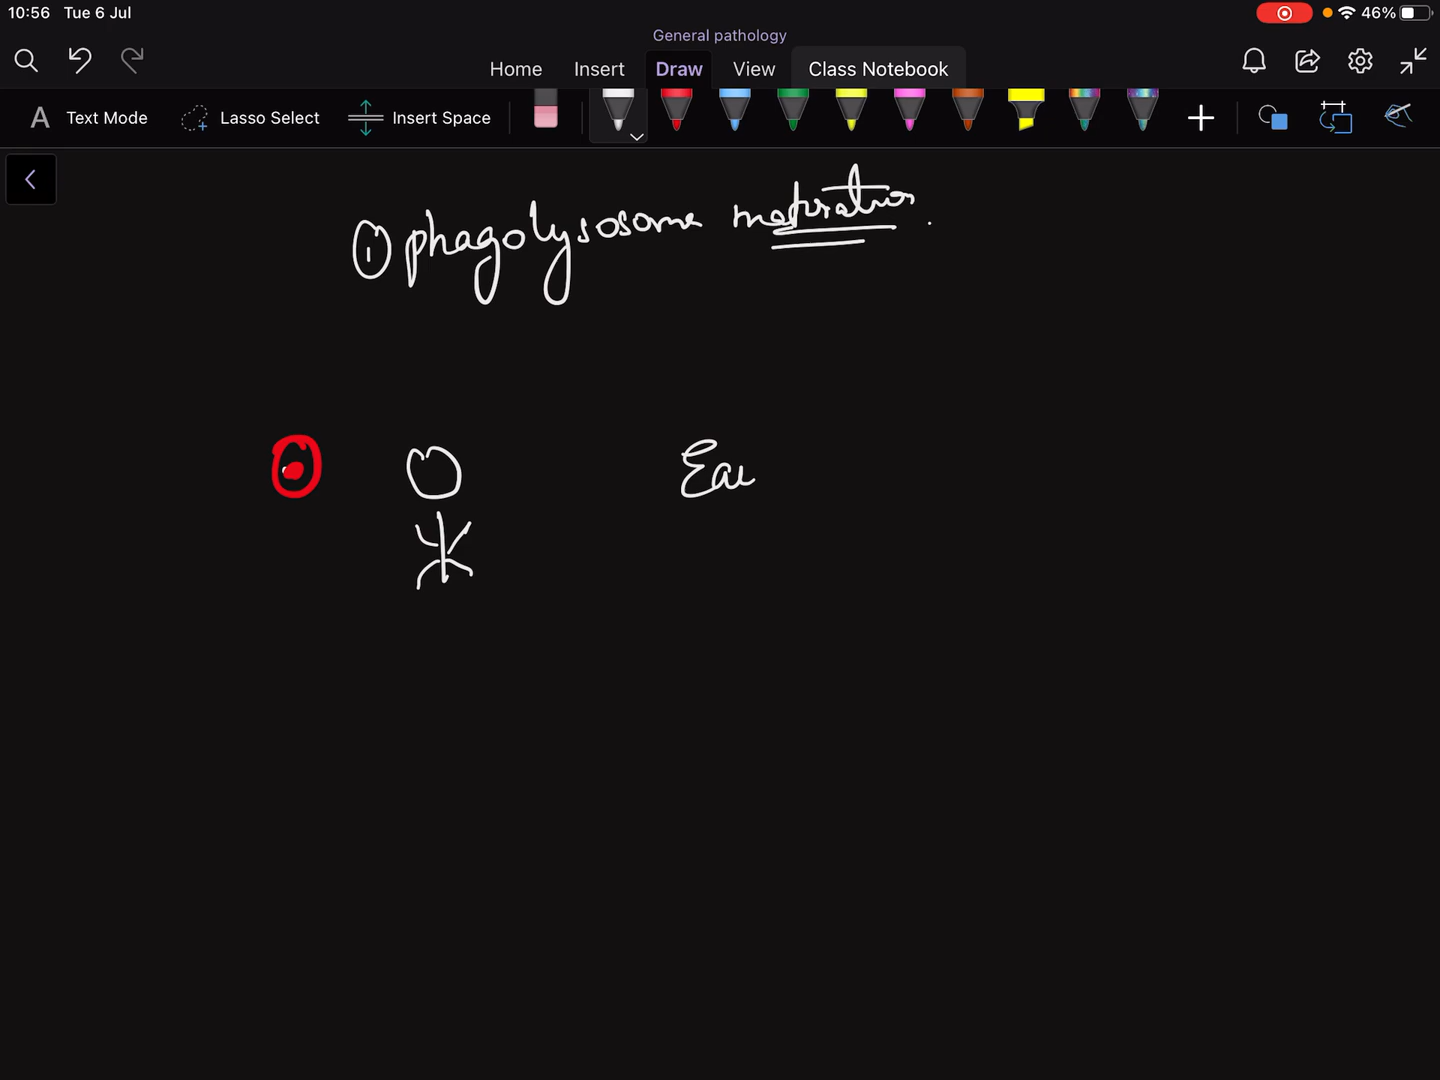 10:56 Tue 6 Jul 46%
General pathology
Home Insert Draw View Class Notebook
A Text Mode Lasso Select Insert Space
① phagolysosome maturation.
Ea